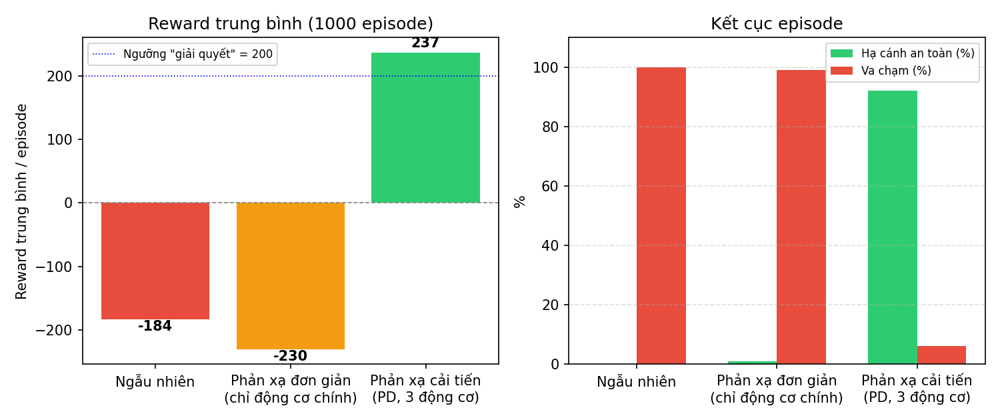 Reward trung bình (1000 episode)
Ngưỡng "giải quyết" = 200
Reward trung bình / episode
200
100
0
−100
−200
237
-184
-230
Ngẫu nhiên
Phản xạ đơn giản
(chỉ động cơ chính)
Phản xạ cải tiến
(PD, 3 động cơ)
Kết cục episode
Hạ cánh an toàn (%)
Va chạm (%)
%
100
80
60
40
20
0
Ngẫu nhiên
Phản xạ đơn giản
(chỉ động cơ chính)
Phản xạ cải tiến
(PD, 3 động cơ)